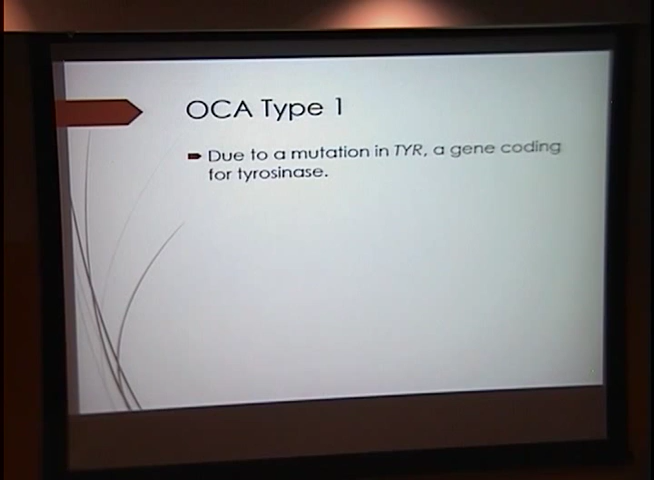 OCA Type 1
Due to a mutation in TYR, a gene coding
for tyrosinase.